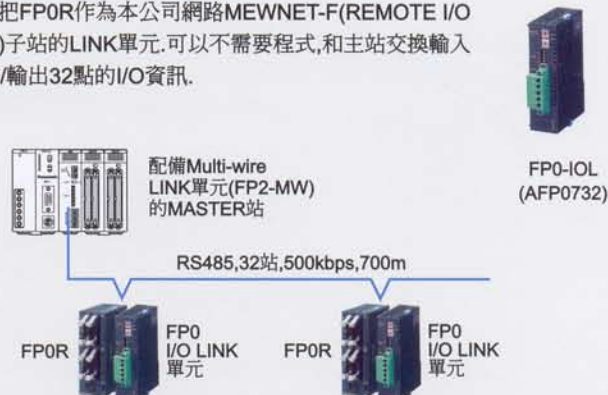 把FP0R作為本公司網路MEWNET-F(REMOTE I/O
)子站的LINK單元.可以不需要程式,和主站交換輸入
/輸出32點的I/O資訊.
FP0-IOL
(AFP0732)
配備Multi-wire
LINK單元(FP2-MW)
的MASTER站
RS485,32站,500kbps,700m
FP0R
FP0
I/O LINK
單元
FP0R
FP0
I/O LINK
單元